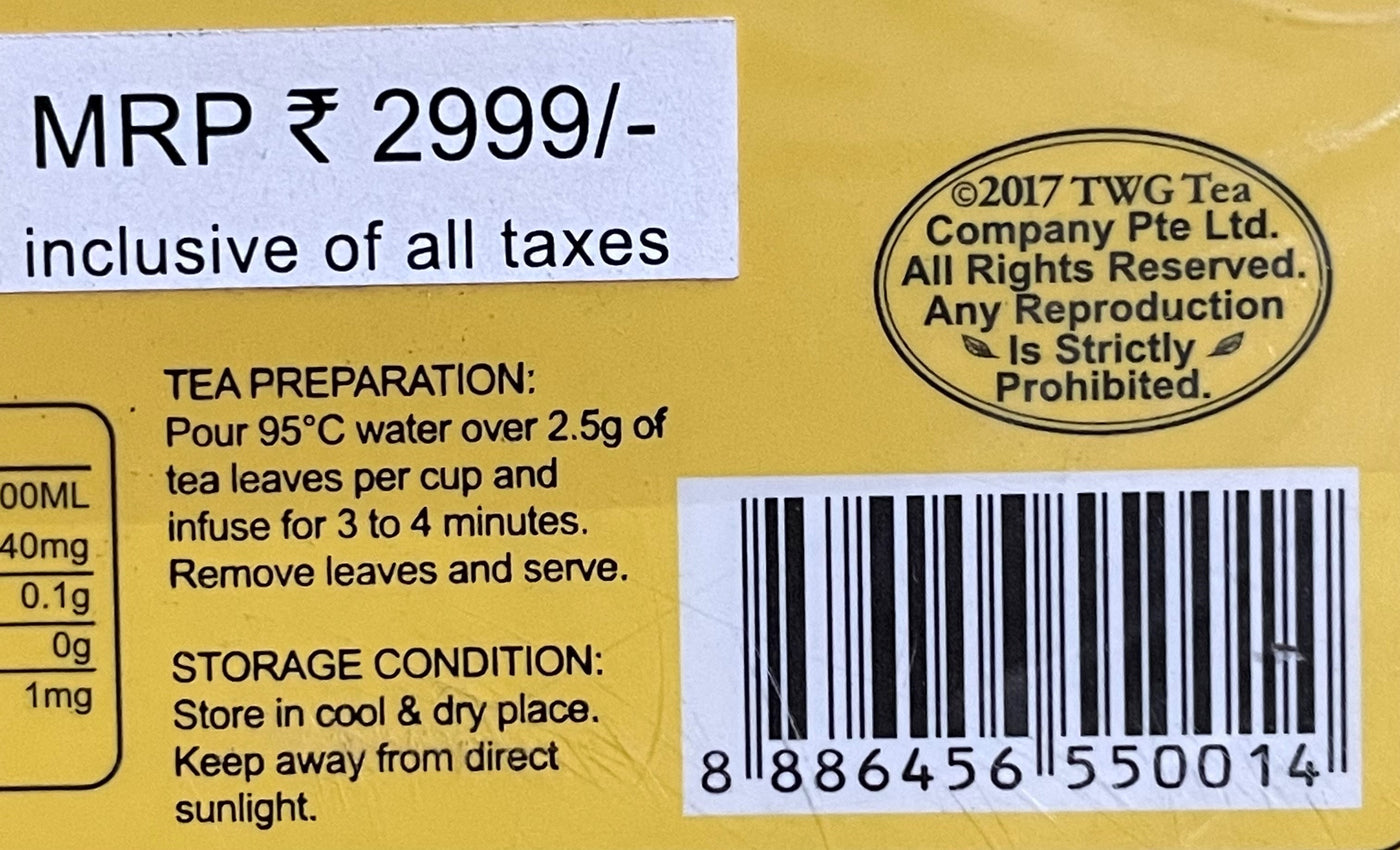 MRP ₹ 2999/-
inclusive of all taxes
©2017 TWG Tea
Company Pte Ltd.
All Rights Reserved.
Any Reproduction
Is Strictly
Prohibited.
TEA PREPARATION:
Pour 95°C water over 2.5g of
tea leaves per cup and
infuse for 3 to 4 minutes.
Remove leaves and serve.
00ML
40mg
0.1g
0g
1mg
STORAGE CONDITION:
Store in cool & dry place.
Keep away from direct
sunlight.
8 886456 550014